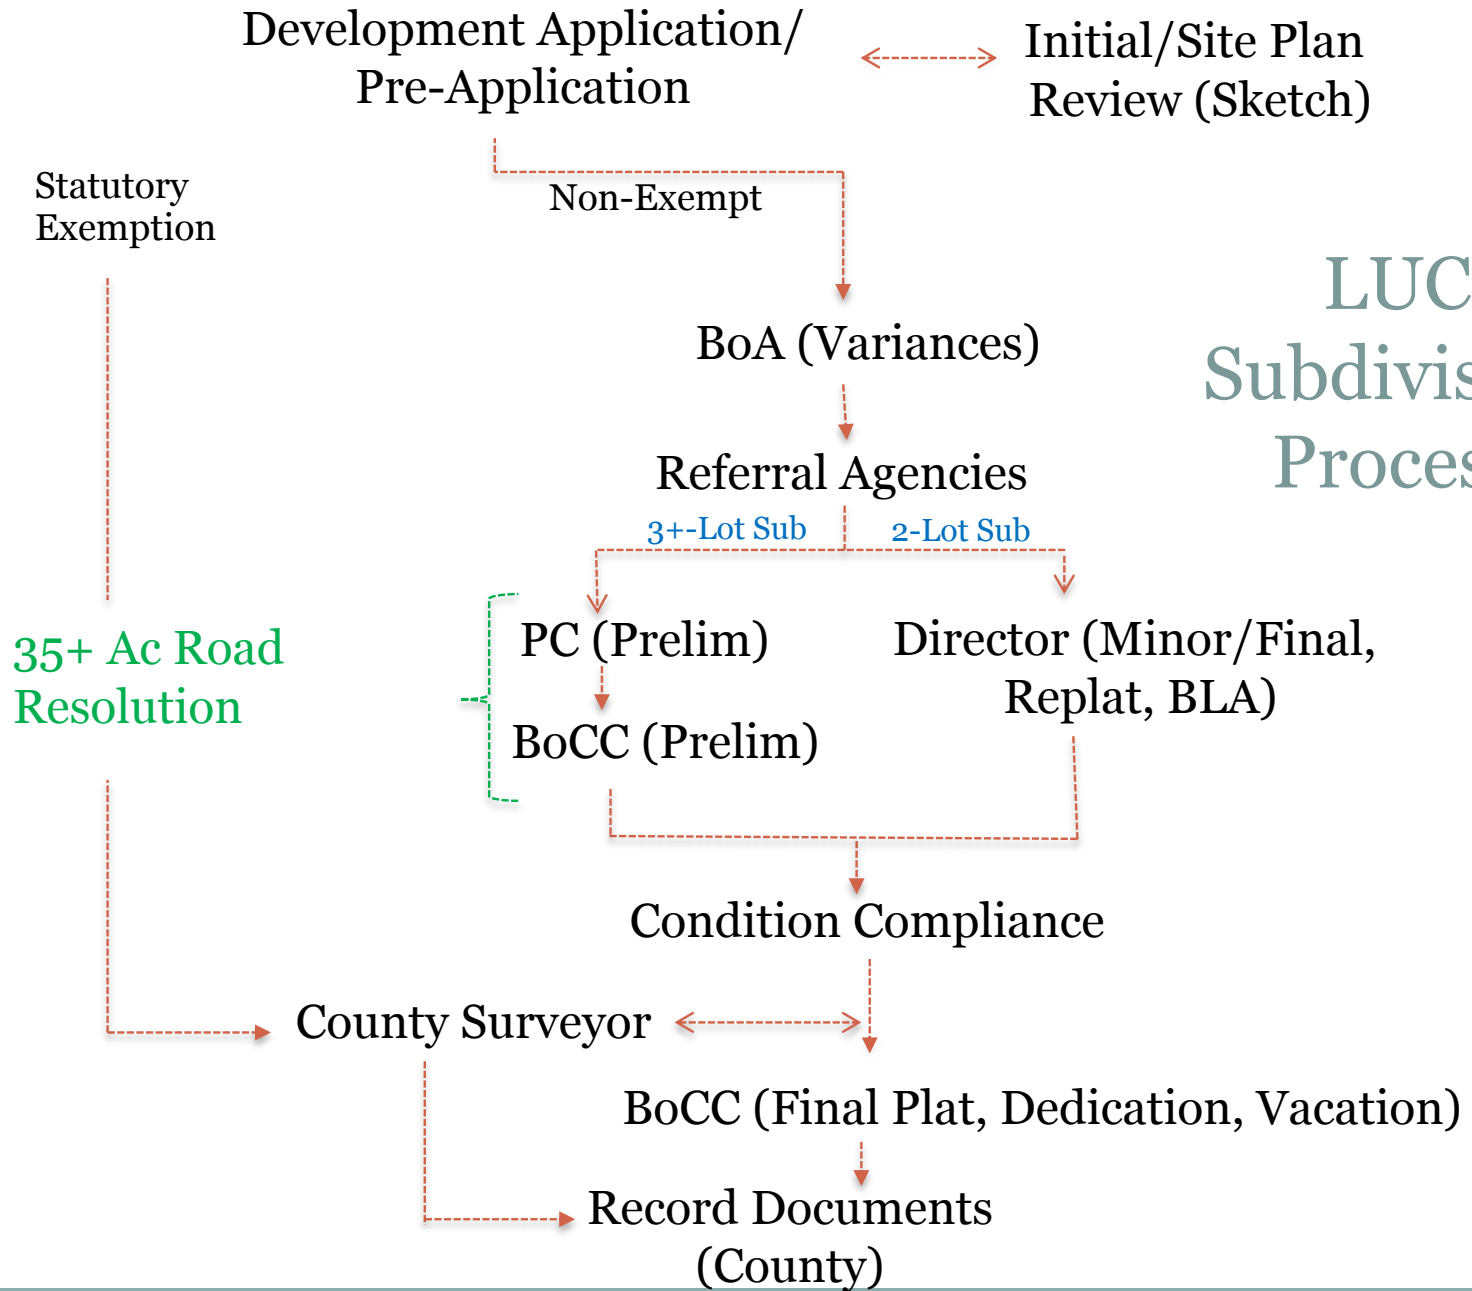 Development Application/
Pre-Application
Initial/Site Plan
Review (Sketch)
Statutory
Exemption
Non-Exempt
LUC
Subdivis
Proces
BoA (Variances)
Referral Agencies
3+-Lot Sub
2-Lot Sub
35+ Ac Road
Resolution
PC (Prelim)
BoCC (Prelim)
Director (Minor/Final,
Replat, BLA)
Condition Compliance
County Surveyor
BoCC (Final Plat, Dedication, Vacation)
Record Documents
(County)